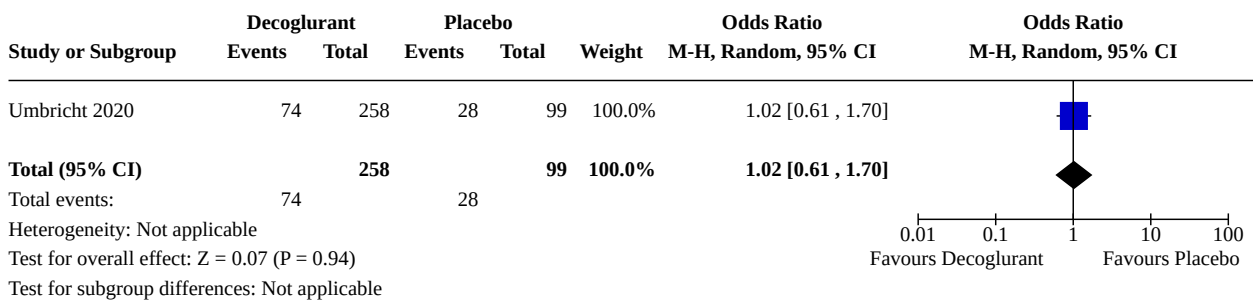 Decoglurant Placebo Odds Ratio Odds Ratio
Study or Subgroup Events Total Events Total Weight M-H, Random, 95% CI M-H, Random, 95% CI
Umbricht 2020 74 258 28 99 100.0% 1.02 [0.61 , 1.70]
Total (95% CI) 258 99 100.0% 1.02 [0.61 , 1.70]
Total events: 74 28
Heterogeneity: Not applicable
0.01 0.1 1 10 100
Test for overall effect: Z = 0.07 (P = 0.94) Favours Decoglurant Favours Placebo
Test for subgroup differences: Not applicable